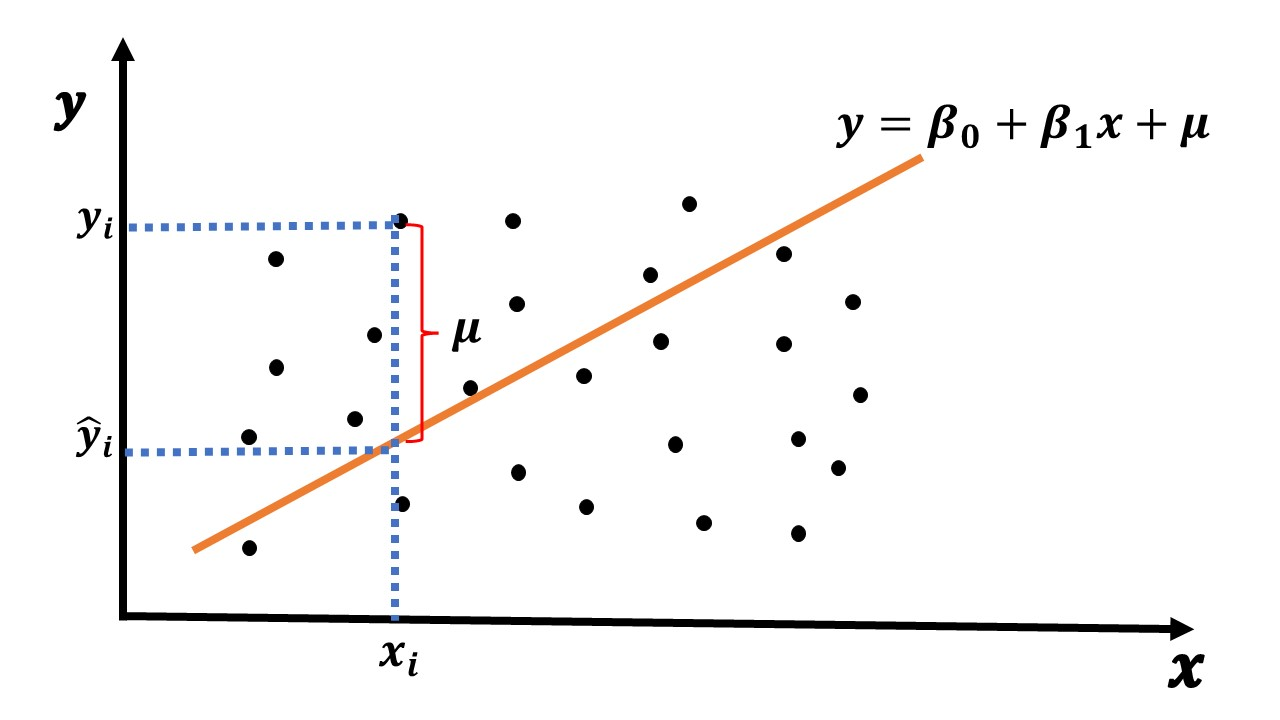 y
y = β₀ + β₁x + μ
yᵢ
μ
ŷᵢ
xᵢ
x